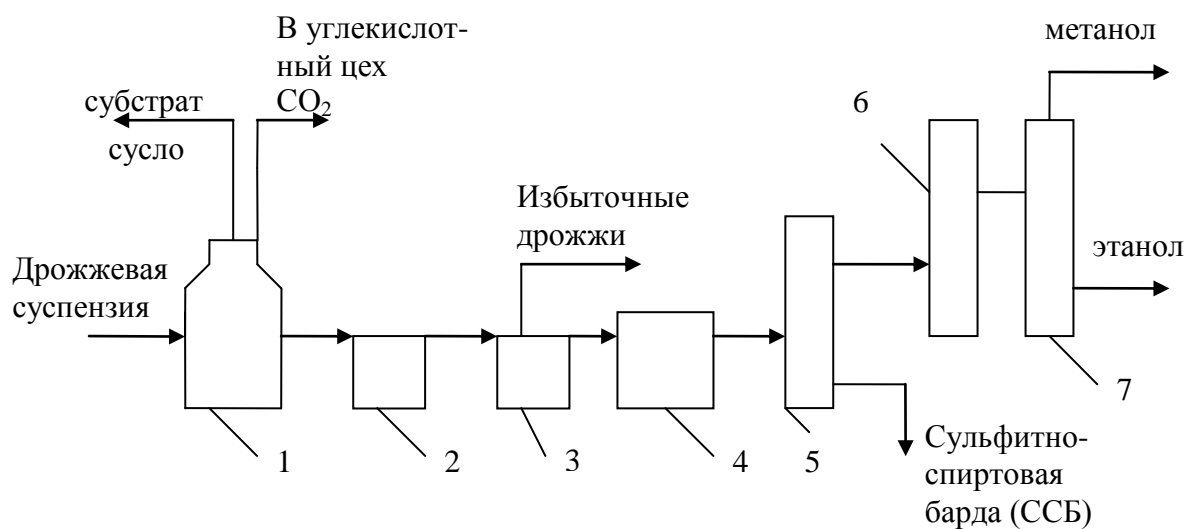 В углекислот-
ный цех
CO₂
субстрат
сусло
метанол
6
Избыточные
дрожжи
Дрожжевая
суспензия
этанол
7
1
2
3
4
5
Сульфитно-
спиртовая
барда (ССБ)